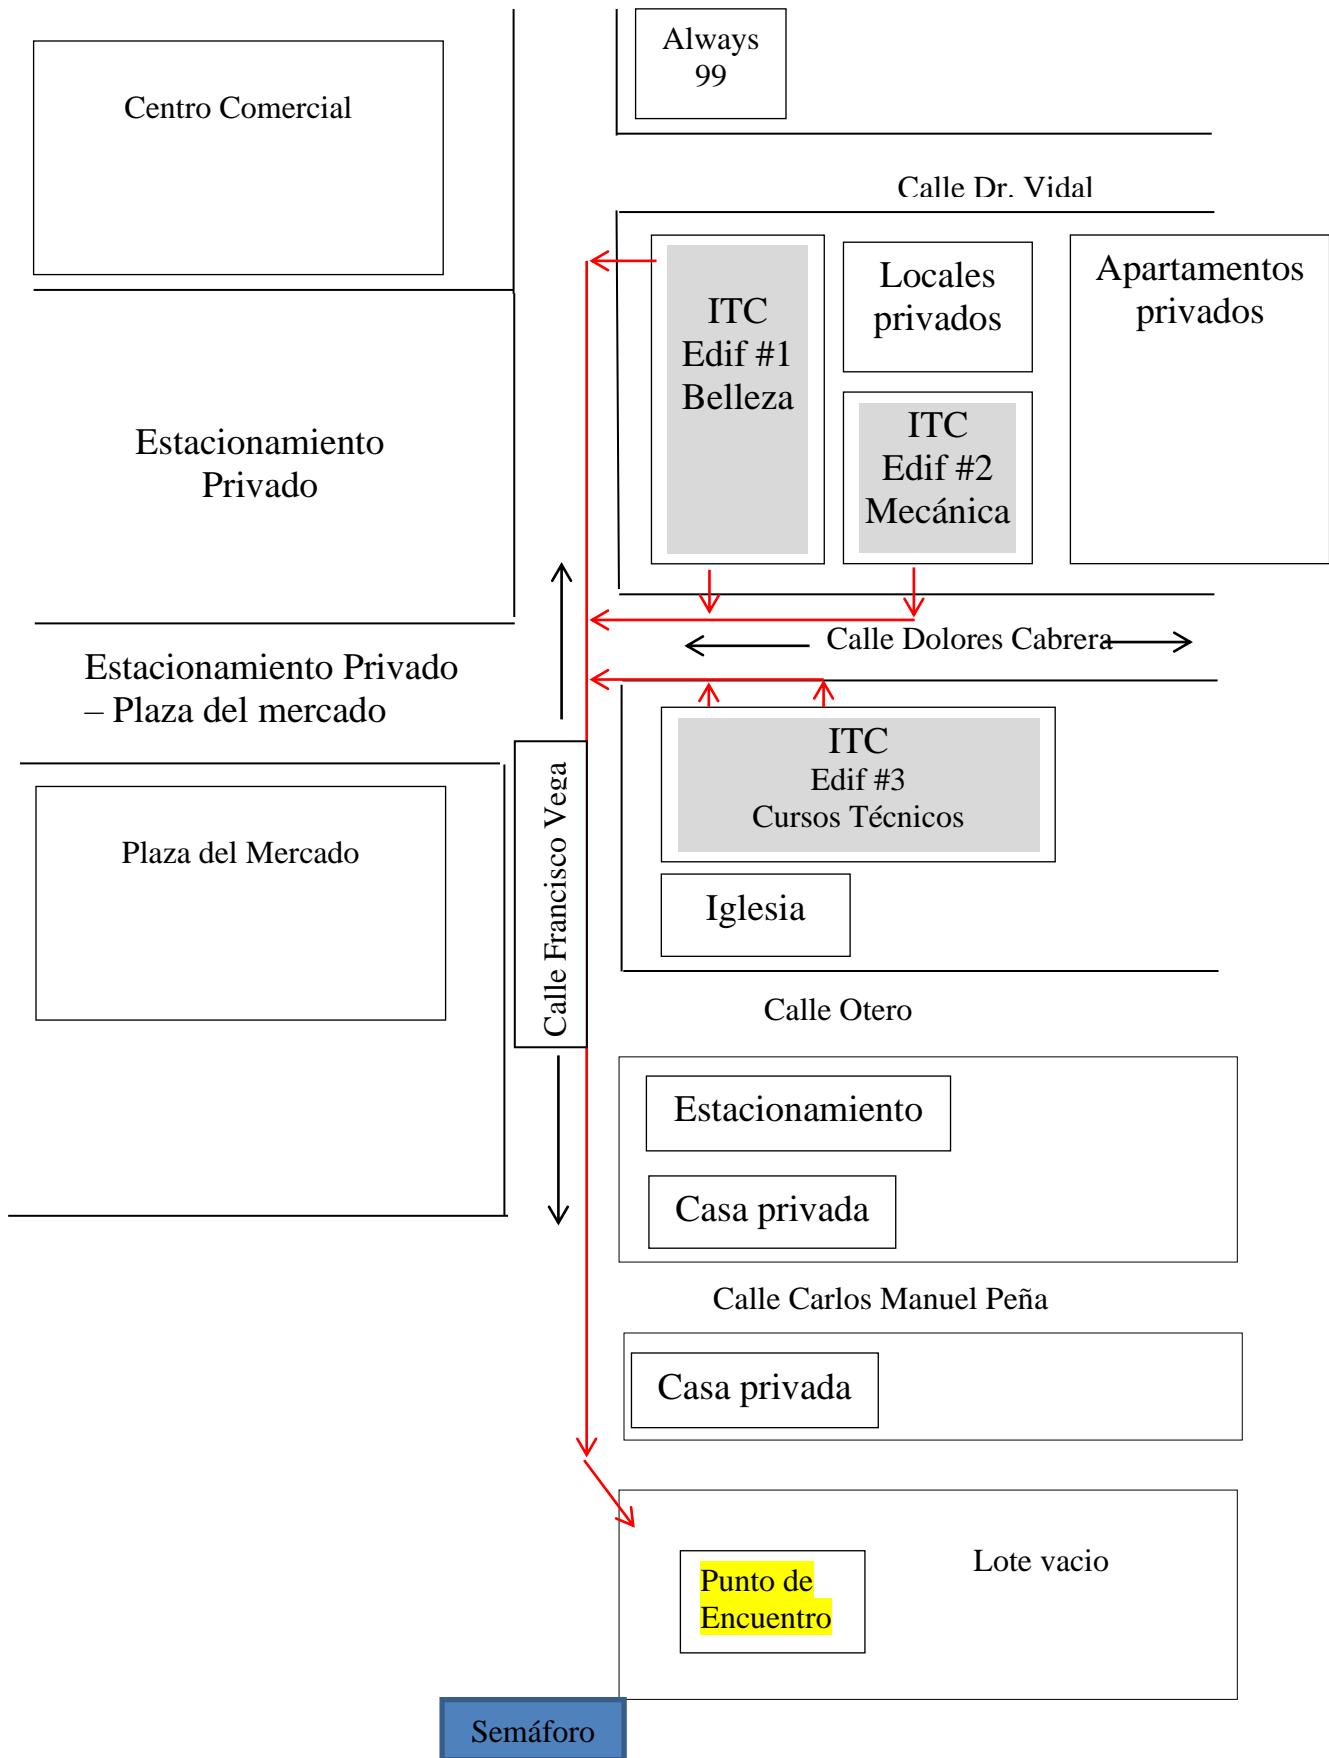 Always
99
Centro Comercial
Calle Dr. Vidal
ITC
Edif #1
Belleza
Locales
privados
Apartamentos
privados
Estacionamiento
Privado
ITC
Edif #2
Mecánica
Calle Dolores Cabrera
Estacionamiento Privado
– Plaza del mercado
ITC
Edif #3
Cursos Técnicos
Calle Francisco Vega
Plaza del Mercado
Iglesia
Calle Otero
Estacionamiento
Casa privada
Calle Carlos Manuel Peña
Casa privada
Lote vacio
Punto de
Encuentro
Semáforo